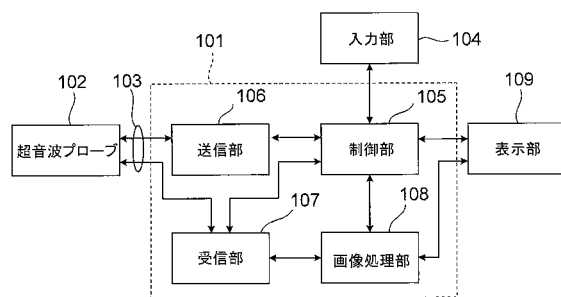 入力部
104
101
102
103
106
105
109
超音波プローブ
送信部
制御部
表示部
107
108
受信部
画像処理部